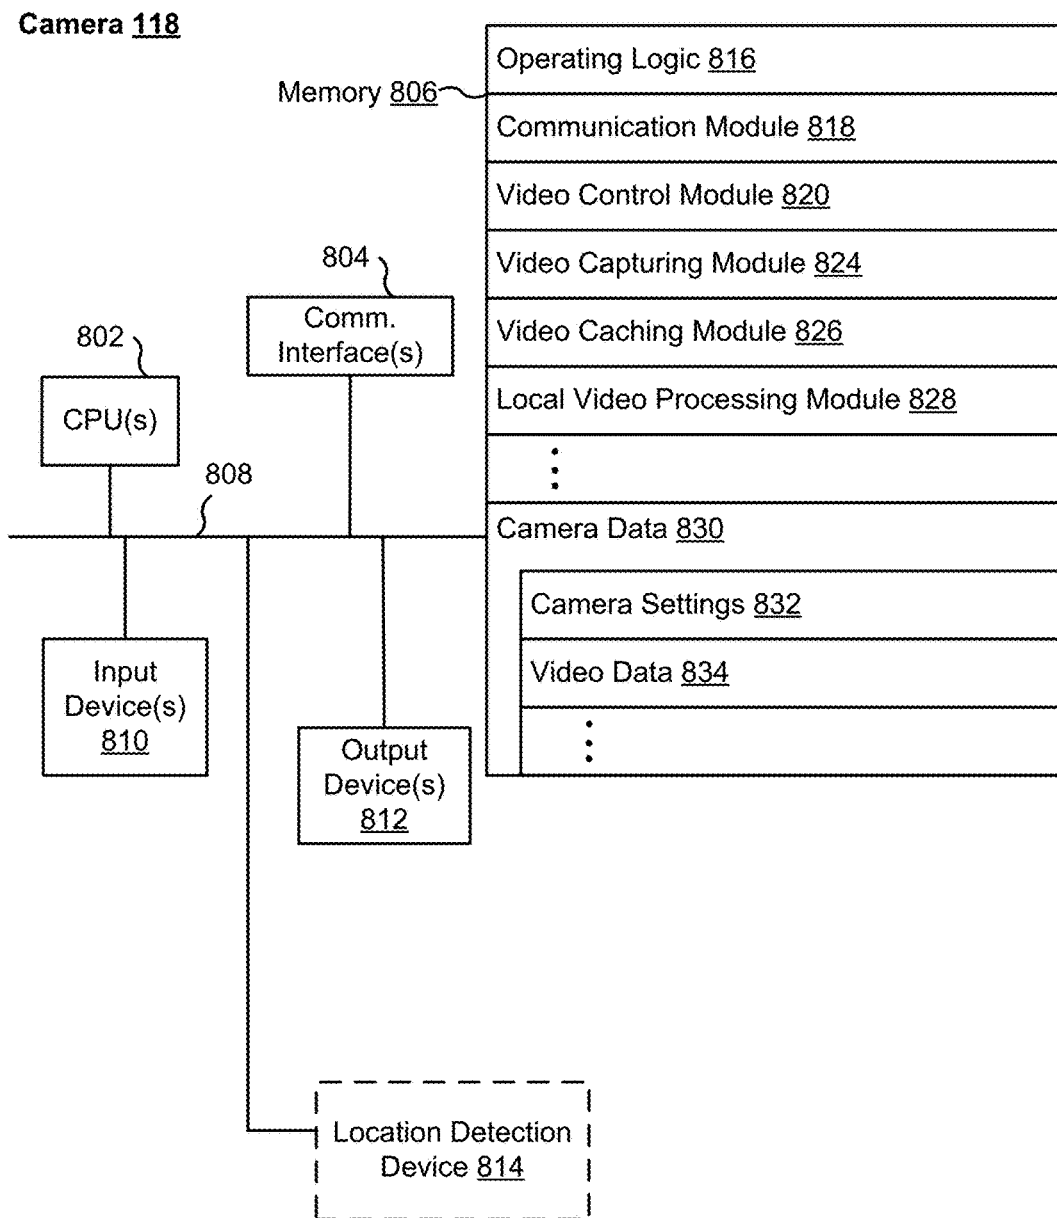 Camera 118
Operating Logic 816
Memory 806
Communication Module 818
Video Control Module 820
Video Capturing Module 824
Video Caching Module 826
Local Video Processing Module 828
804
Comm.
Interface(s)
802
CPU(s)
808
Camera Data 830
Camera Settings 832
Video Data 834
Input
Device(s)
810
Output
Device(s)
812
Location Detection
Device 814